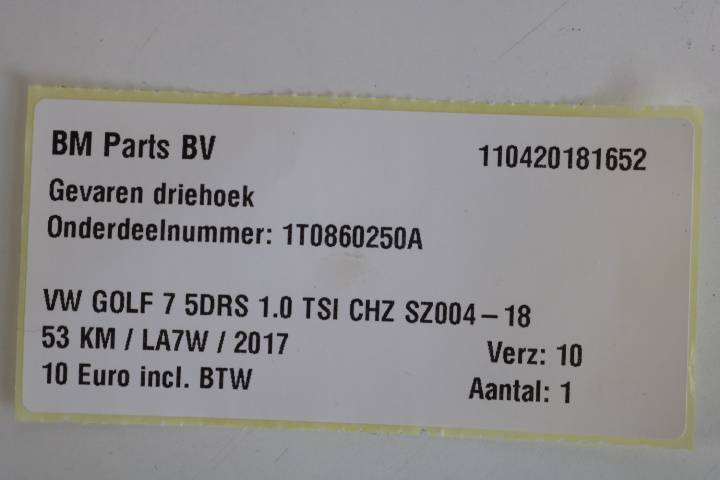 BM Parts BV 110420181652
Gevaren driehoek
Onderdeelnummer: 1T0860250A
VW GOLF 7 5DRS 1.0 TSI CHZ SZ004-18
53 KM / LA7W / 2017 Verz: 10
10 Euro incl. BTW Aantal: 1